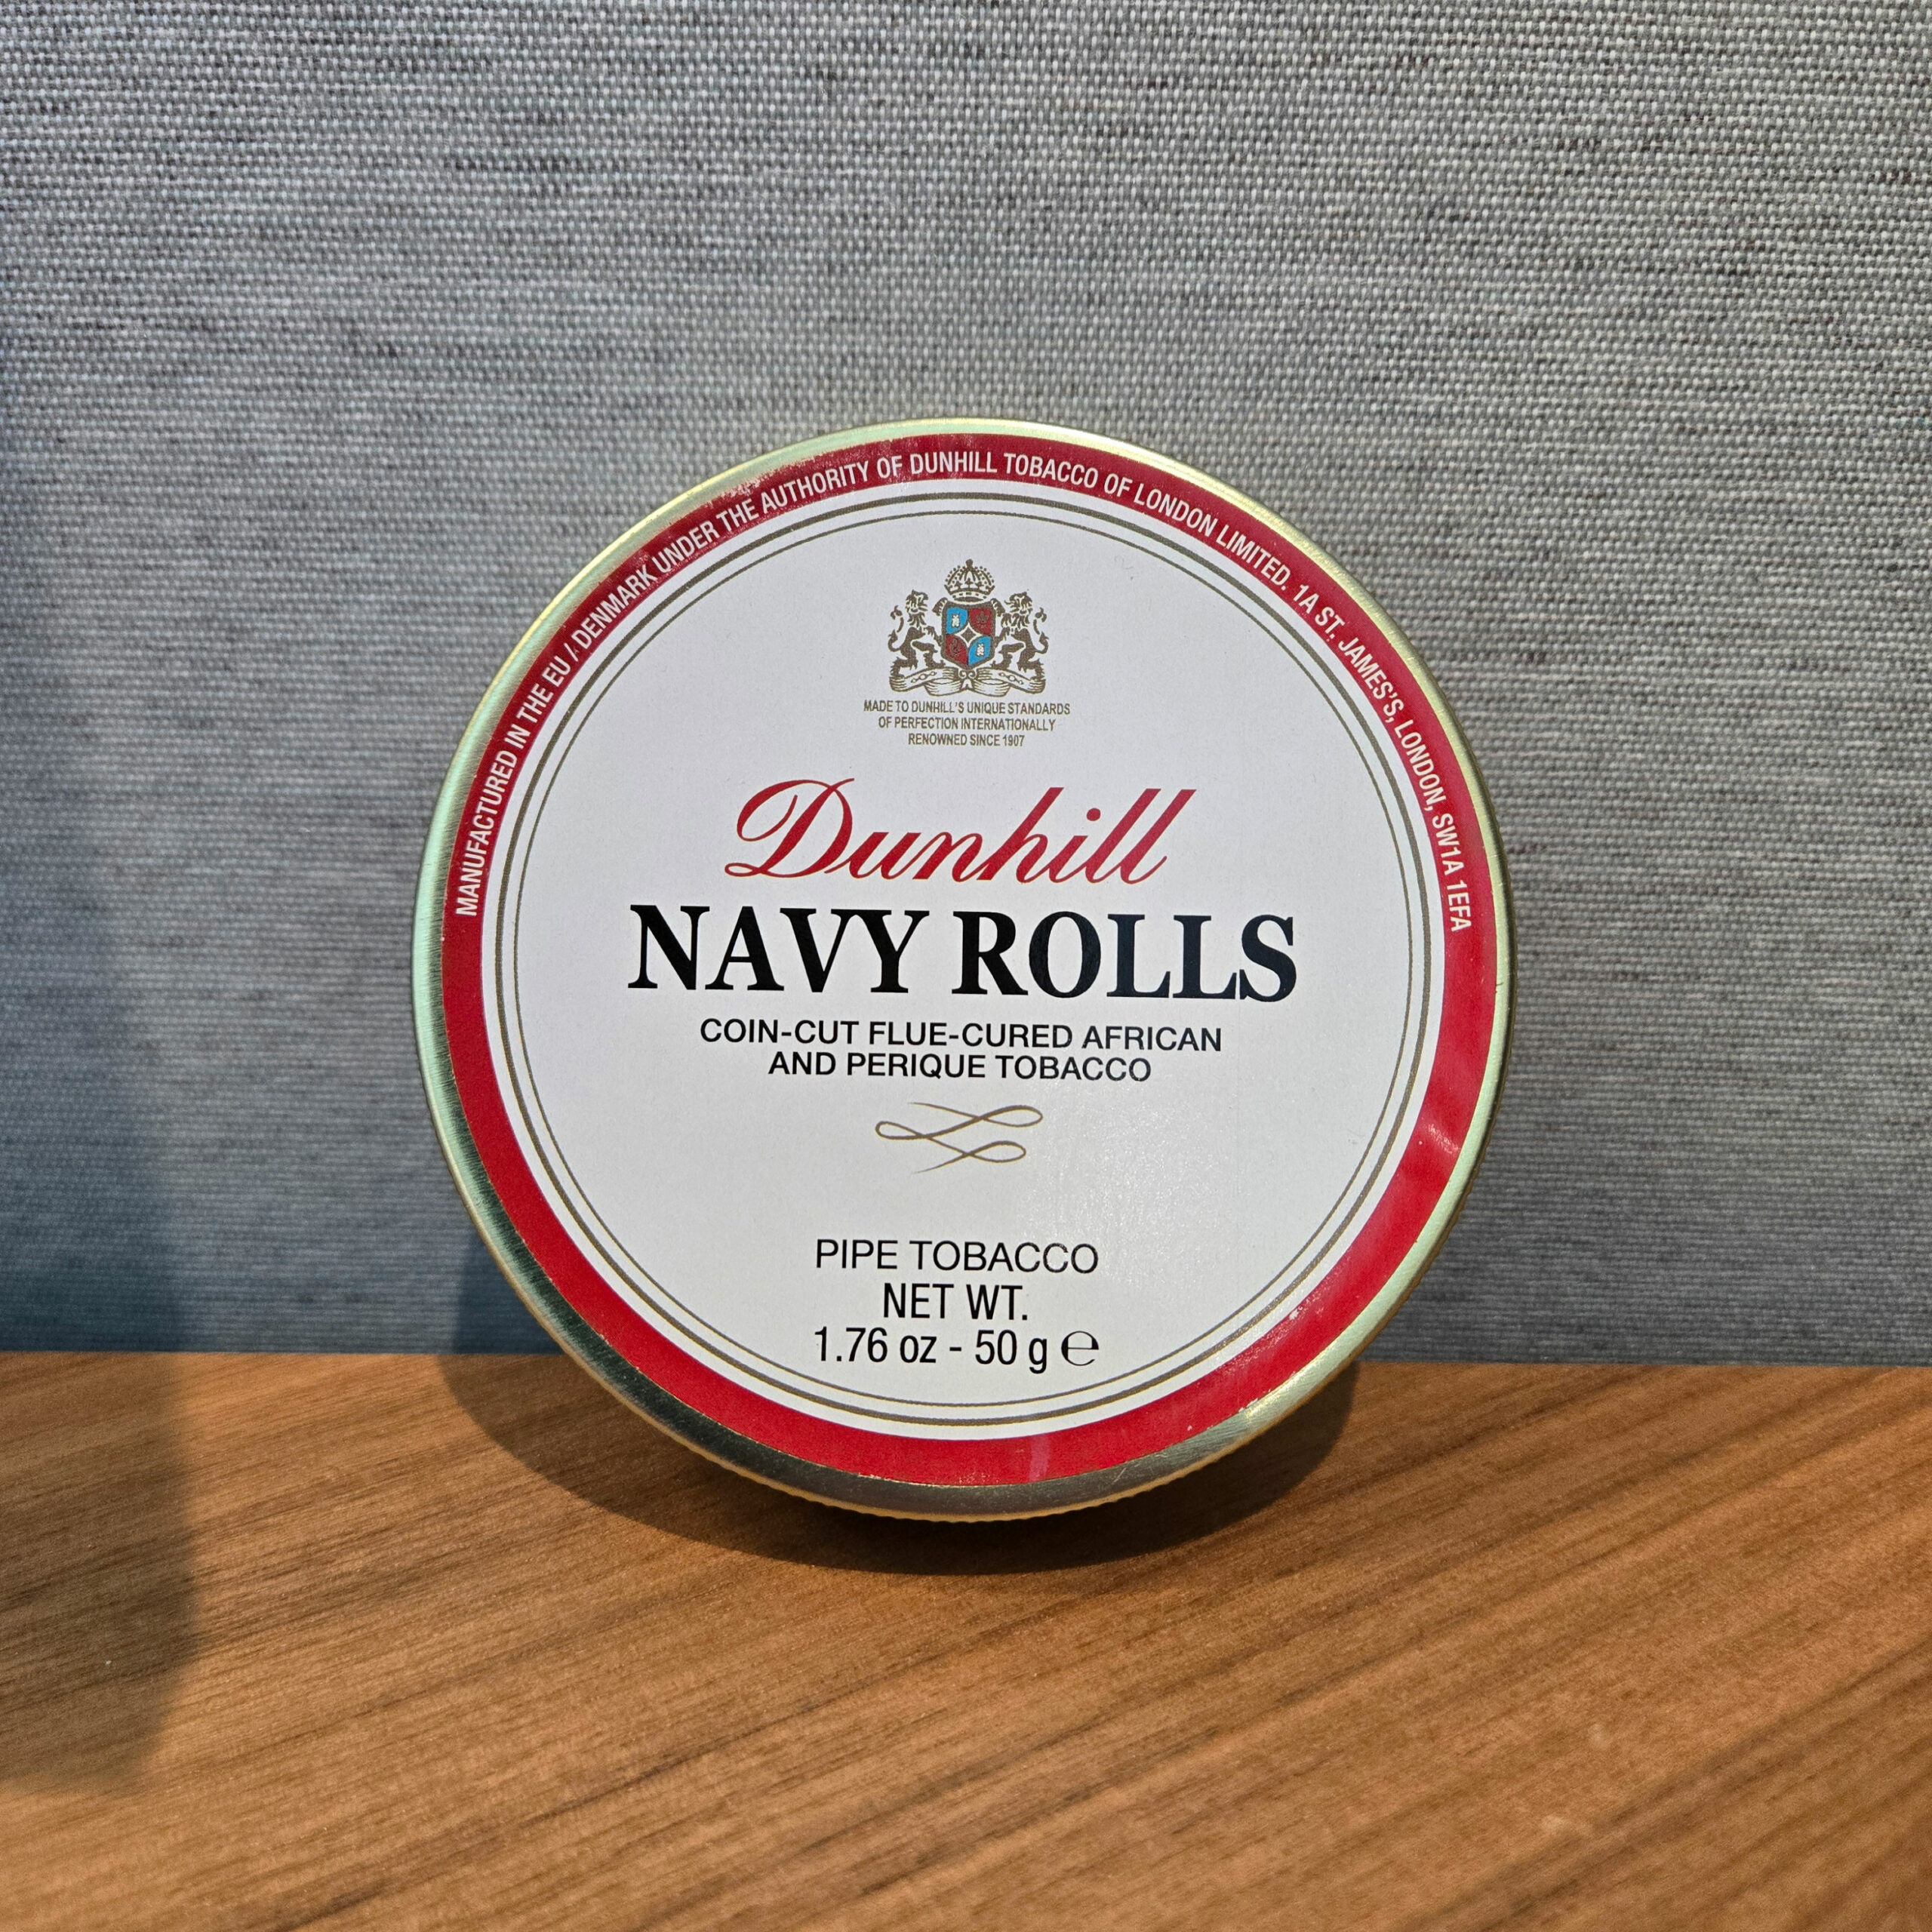 MANUFACTURED IN THE EU / DENMARK UNDER THE AUTHORITY OF DUNHILL TOBACCO OF LONDON LIMITED. 1A ST. JAMES'S, LONDON, SW1A 1EFA
MADE TO DUNHILL'S UNIQUE STANDARDS
OF PERFECTION INTERNATIONALLY
RENOWNED SINCE 1907
Dunhill
NAVY ROLLS
COIN-CUT FLUE-CURED AFRICAN
AND PERIQUE TOBACCO
PIPE TOBACCO
NET WT.
1.76 oz - 50 g ℮